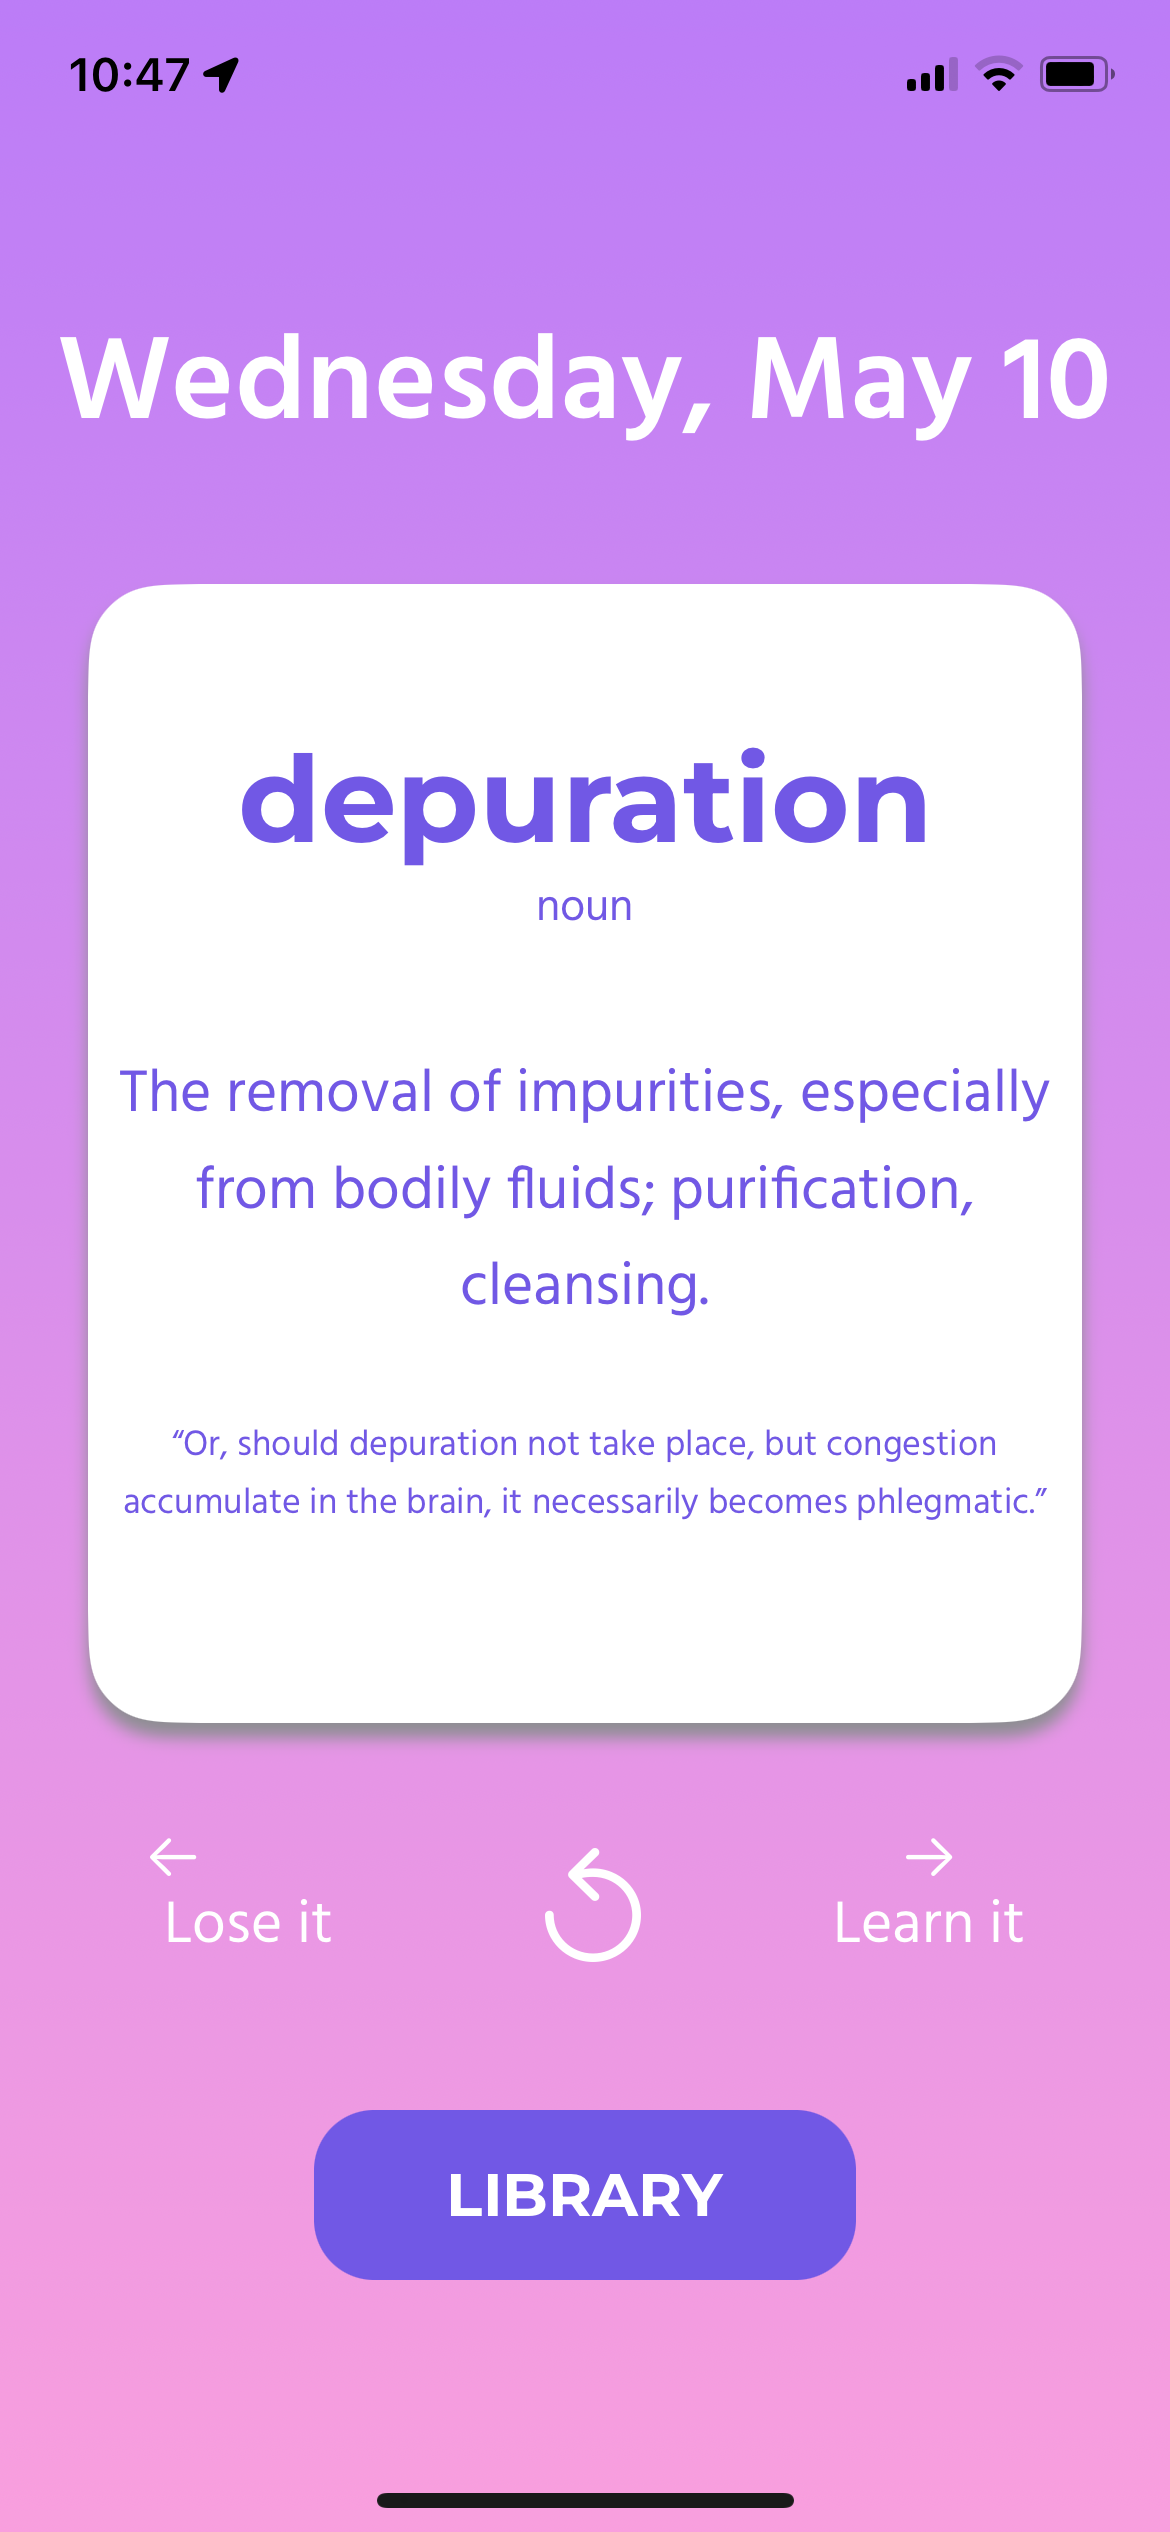 10:47
Wednesday, May 10
depuration
noun
The removal of impurities, especially
from bodily fluids; purification,
cleansing.
“Or, should depuration not take place, but congestion
accumulate in the brain, it necessarily becomes phlegmatic.”
Lose it
Learn it
LIBRARY